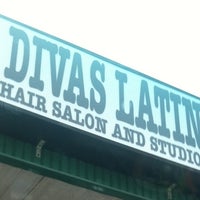 DIVAS LATIN
HAIR SALON AND STUDIO